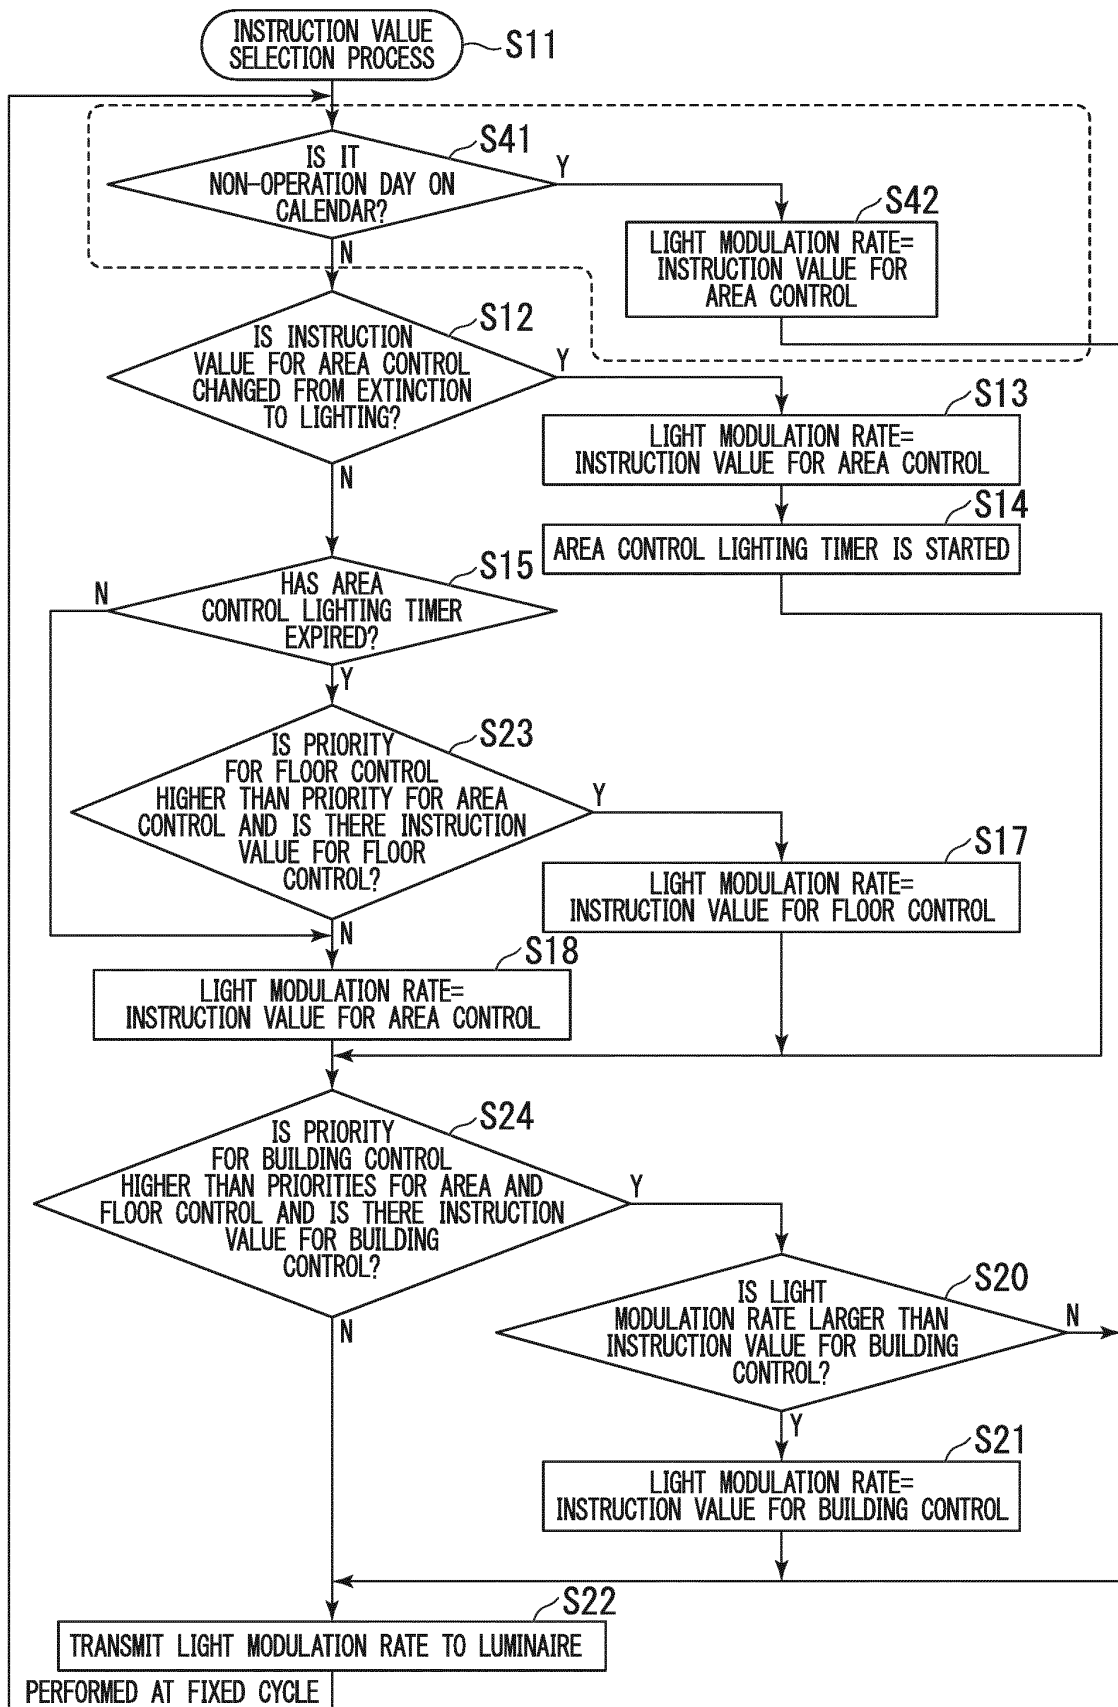 INSTRUCTION VALUE
SELECTION PROCESS
S11
S41
IS IT
NON-OPERATION DAY ON
CALENDAR?
Y
N
S42
LIGHT MODULATION RATE=
INSTRUCTION VALUE FOR
AREA CONTROL
S12
IS INSTRUCTION
VALUE FOR AREA CONTROL
CHANGED FROM EXTINCTION
TO LIGHTING?
Y
N
S13
LIGHT MODULATION RATE=
INSTRUCTION VALUE FOR AREA CONTROL
S14
AREA CONTROL LIGHTING TIMER IS STARTED
S15
HAS AREA
CONTROL LIGHTING TIMER
EXPIRED?
N
Y
S23
IS PRIORITY
FOR FLOOR CONTROL
HIGHER THAN PRIORITY FOR AREA
CONTROL AND IS THERE INSTRUCTION
VALUE FOR FLOOR
CONTROL?
Y
N
S17
LIGHT MODULATION RATE=
INSTRUCTION VALUE FOR FLOOR CONTROL
S18
LIGHT MODULATION RATE=
INSTRUCTION VALUE FOR AREA CONTROL
S24
IS PRIORITY
FOR BUILDING CONTROL
HIGHER THAN PRIORITIES FOR AREA AND
FLOOR CONTROL AND IS THERE INSTRUCTION
VALUE FOR BUILDING
CONTROL?
Y
N
S20
IS LIGHT
MODULATION RATE LARGER THAN
INSTRUCTION VALUE FOR BUILDING
CONTROL?
N
Y
S21
LIGHT MODULATION RATE=
INSTRUCTION VALUE FOR BUILDING CONTROL
S22
TRANSMIT LIGHT MODULATION RATE TO LUMINAIRE
PERFORMED AT FIXED CYCLE